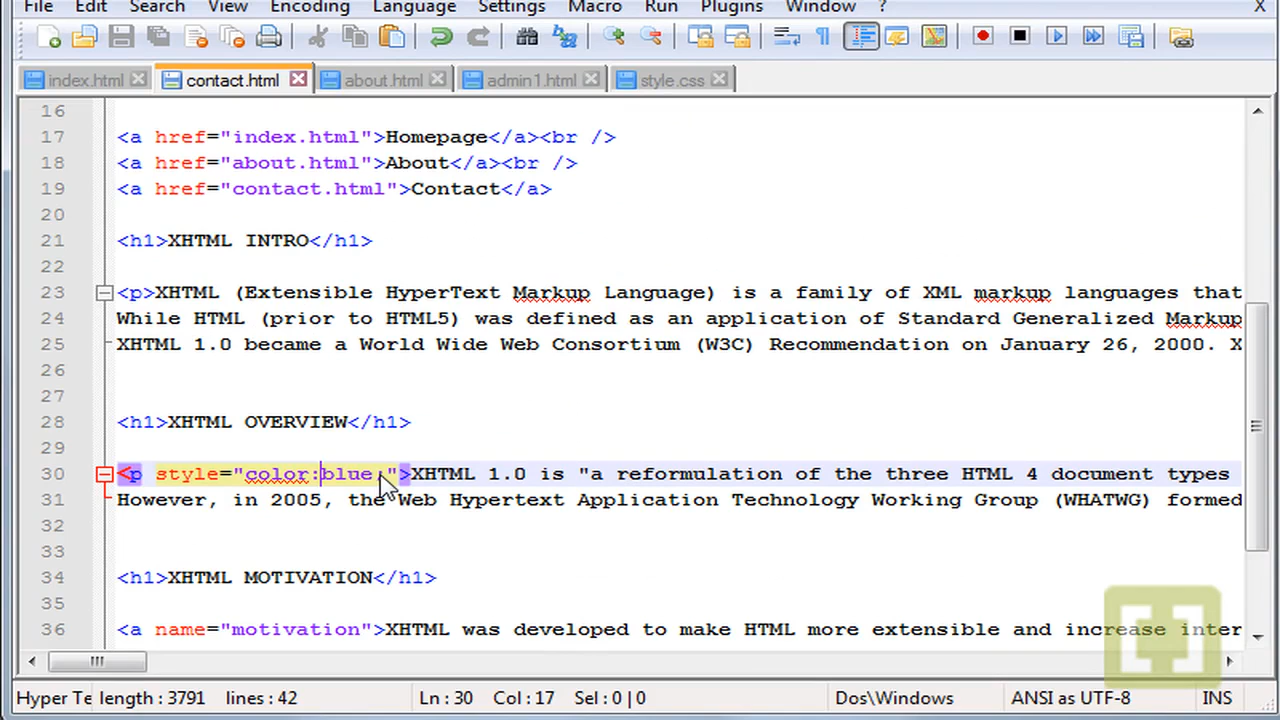 File Edit Search View Encoding Language Settings Macro Run Plugins Window ? X
index.html contact.html about.html admin1.html style.css
16
17 <a href="index.html">Homepage</a><br />
18 <a href="about.html">About</a><br />
19 <a href="contact.html">Contact</a>
20
21 <h1>XHTML INTRO</h1>
22
23 <p>XHTML (Extensible HyperText Markup Language) is a family of XML markup languages that
24 While HTML (prior to HTML5) was defined as an application of Standard Generalized Markup
25 XHTML 1.0 became a World Wide Web Consortium (W3C) Recommendation on January 26, 2000. X
26
27
28 <h1>XHTML OVERVIEW</h1>
29
30 <p style="color:blue;">XHTML 1.0 is "a reformulation of the three HTML 4 document types
31 However, in 2005, the Web Hypertext Application Technology Working Group (WHATWG) formed
32
33
34 <h1>XHTML MOTIVATION</h1>
35
36 <a name="motivation">XHTML was developed to make HTML more extensible and increase inter
Hyper Te length : 3791 lines : 42 Ln : 30 Col : 17 Sel : 0 | 0 Dos\Windows ANSI as UTF-8 INS